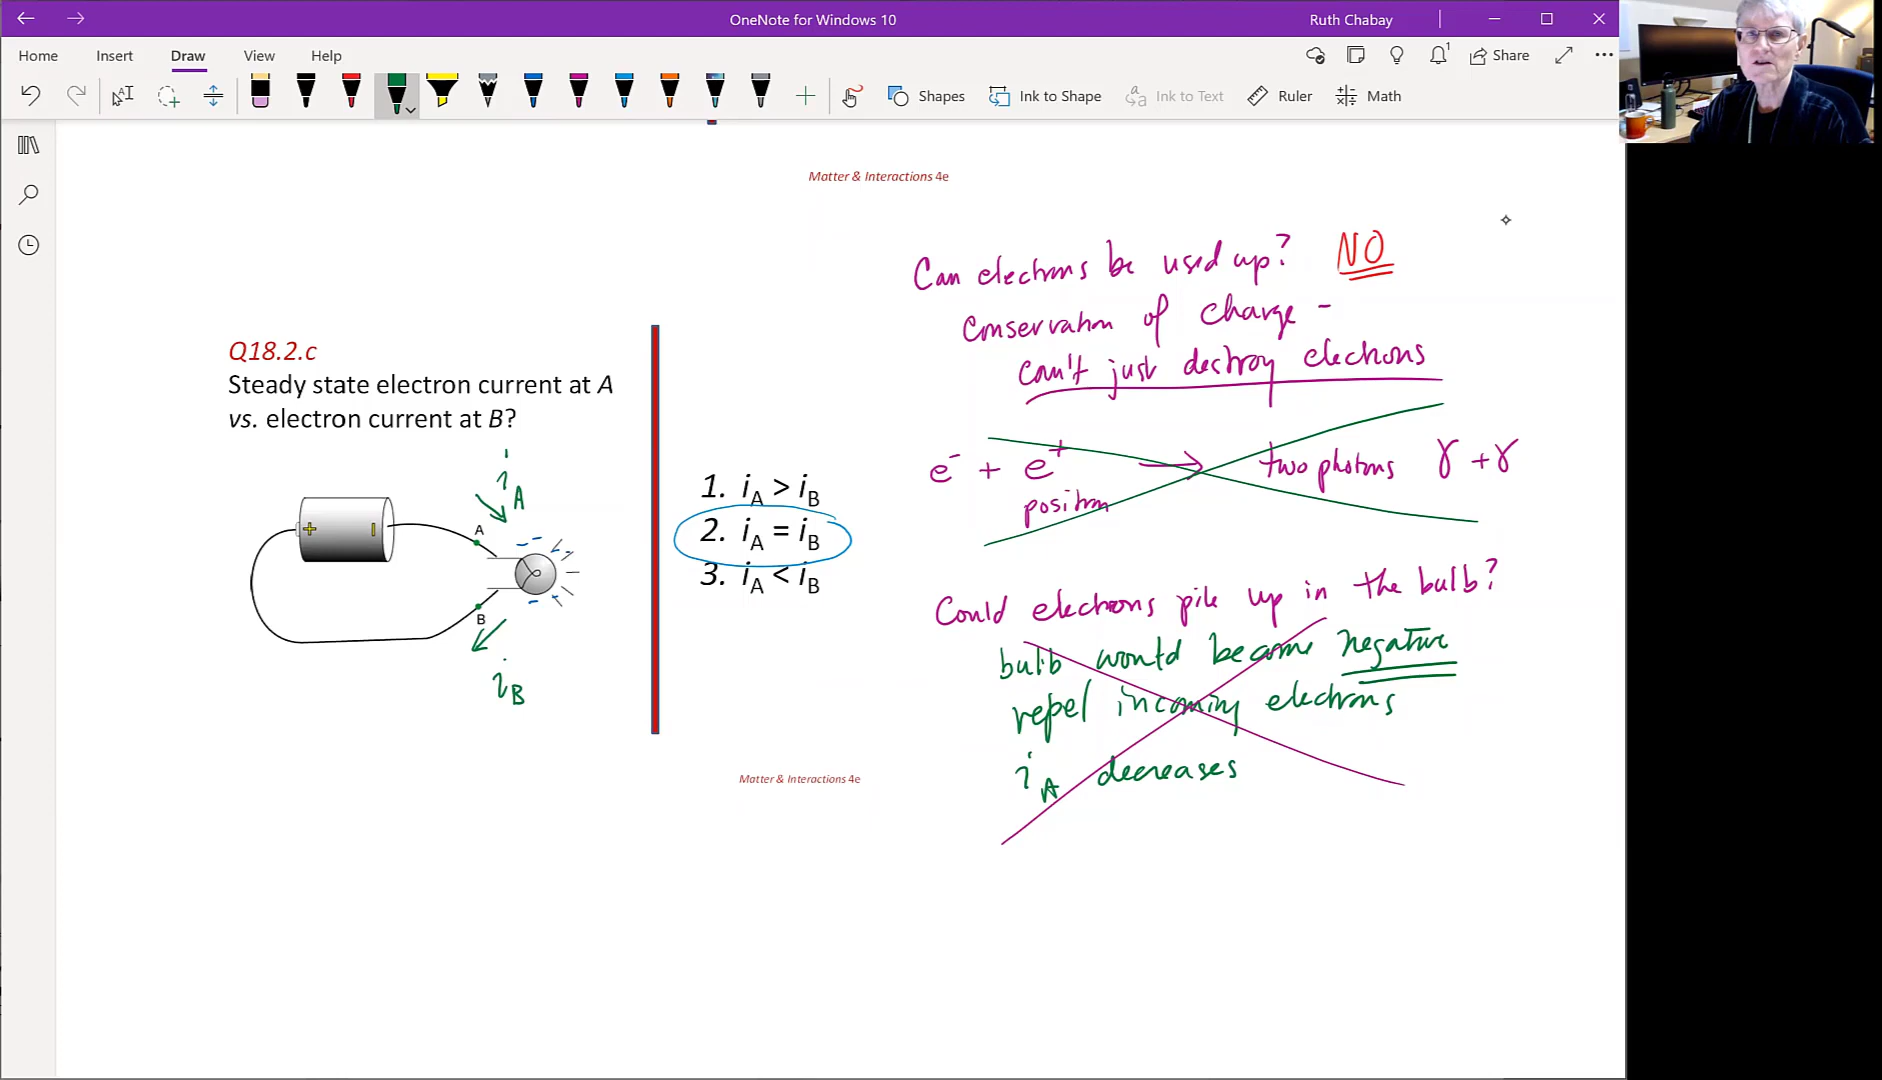 OneNote for Windows 10
Ruth Chabay
Home Insert Draw View Help
1 Share
Shapes Ink to Shape Ink to Text Ruler Math
Matter & Interactions 4e
Can electrons be used up? NO
Conservation of charge -
can't just destroy electrons
Q18.2.c
Steady state electron current at A
vs. electron current at B?
e⁻ + e⁺ → two photons γ + γ
positron
i_A
+ A
B
i_B
1. i_A > i_B
2. i_A = i_B
3. i_A < i_B
Could electrons pile up in the bulb?
bulb would become negative
repel incoming electrons
i_A decreases
Matter & Interactions 4e